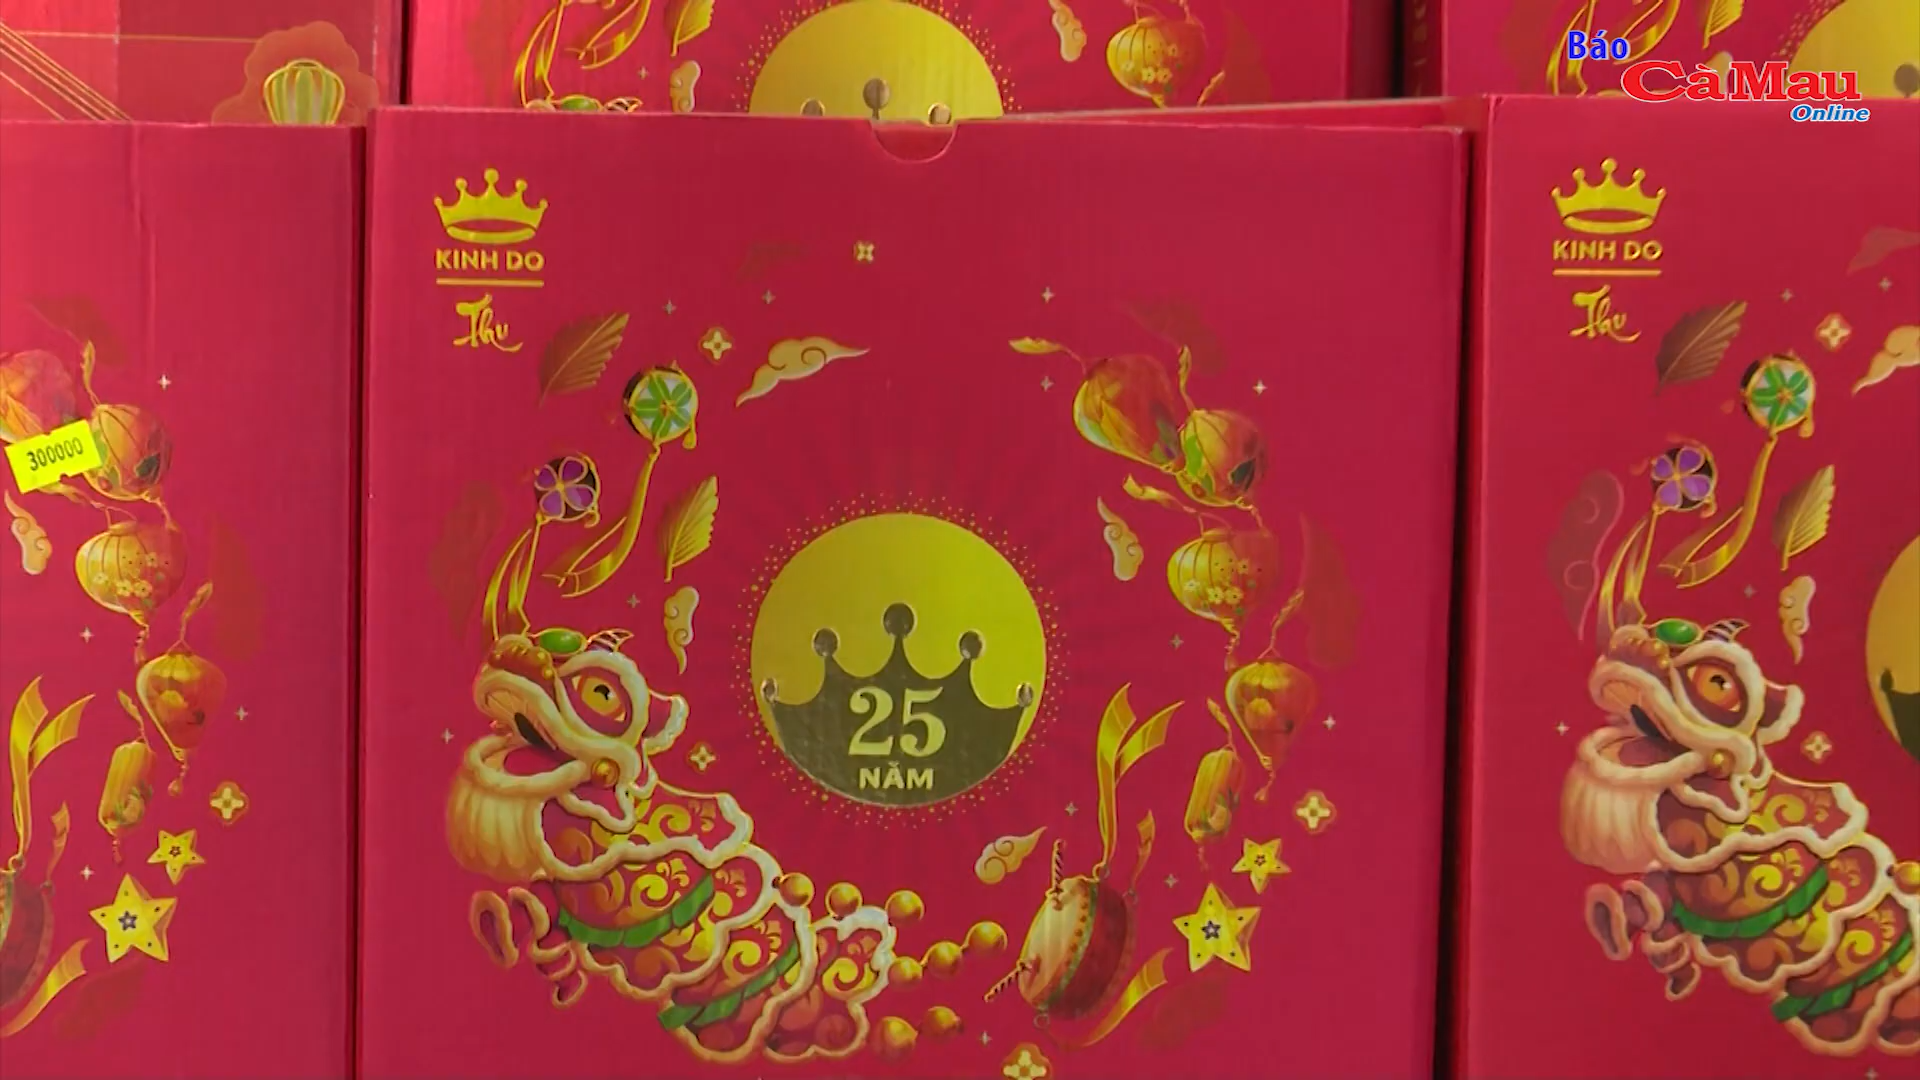 Báo
Cà Mau
Online
KINH DO
Thu
KINH DO
Thu
300000
25
NĂM